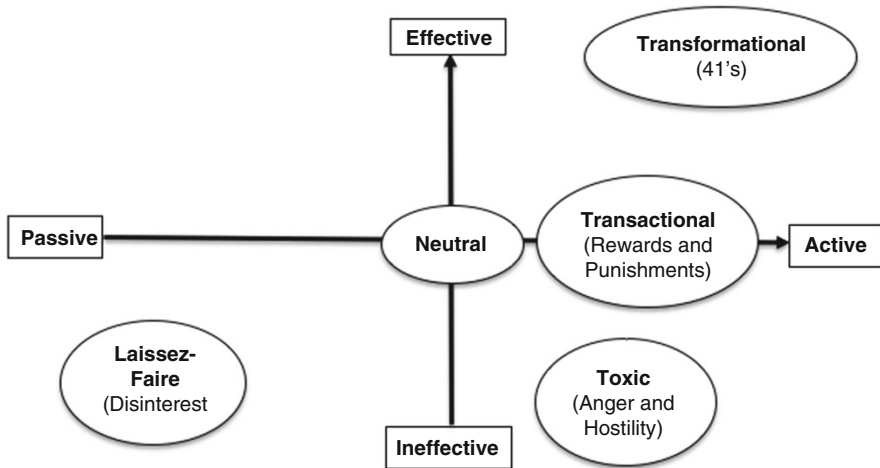 Effective
Transformational
(41's)
Passive
Neutral
Transactional
(Rewards and
Punishments)
Active
Laissez-
Faire
(Disinterest
Toxic
(Anger and
Hostility)
Ineffective